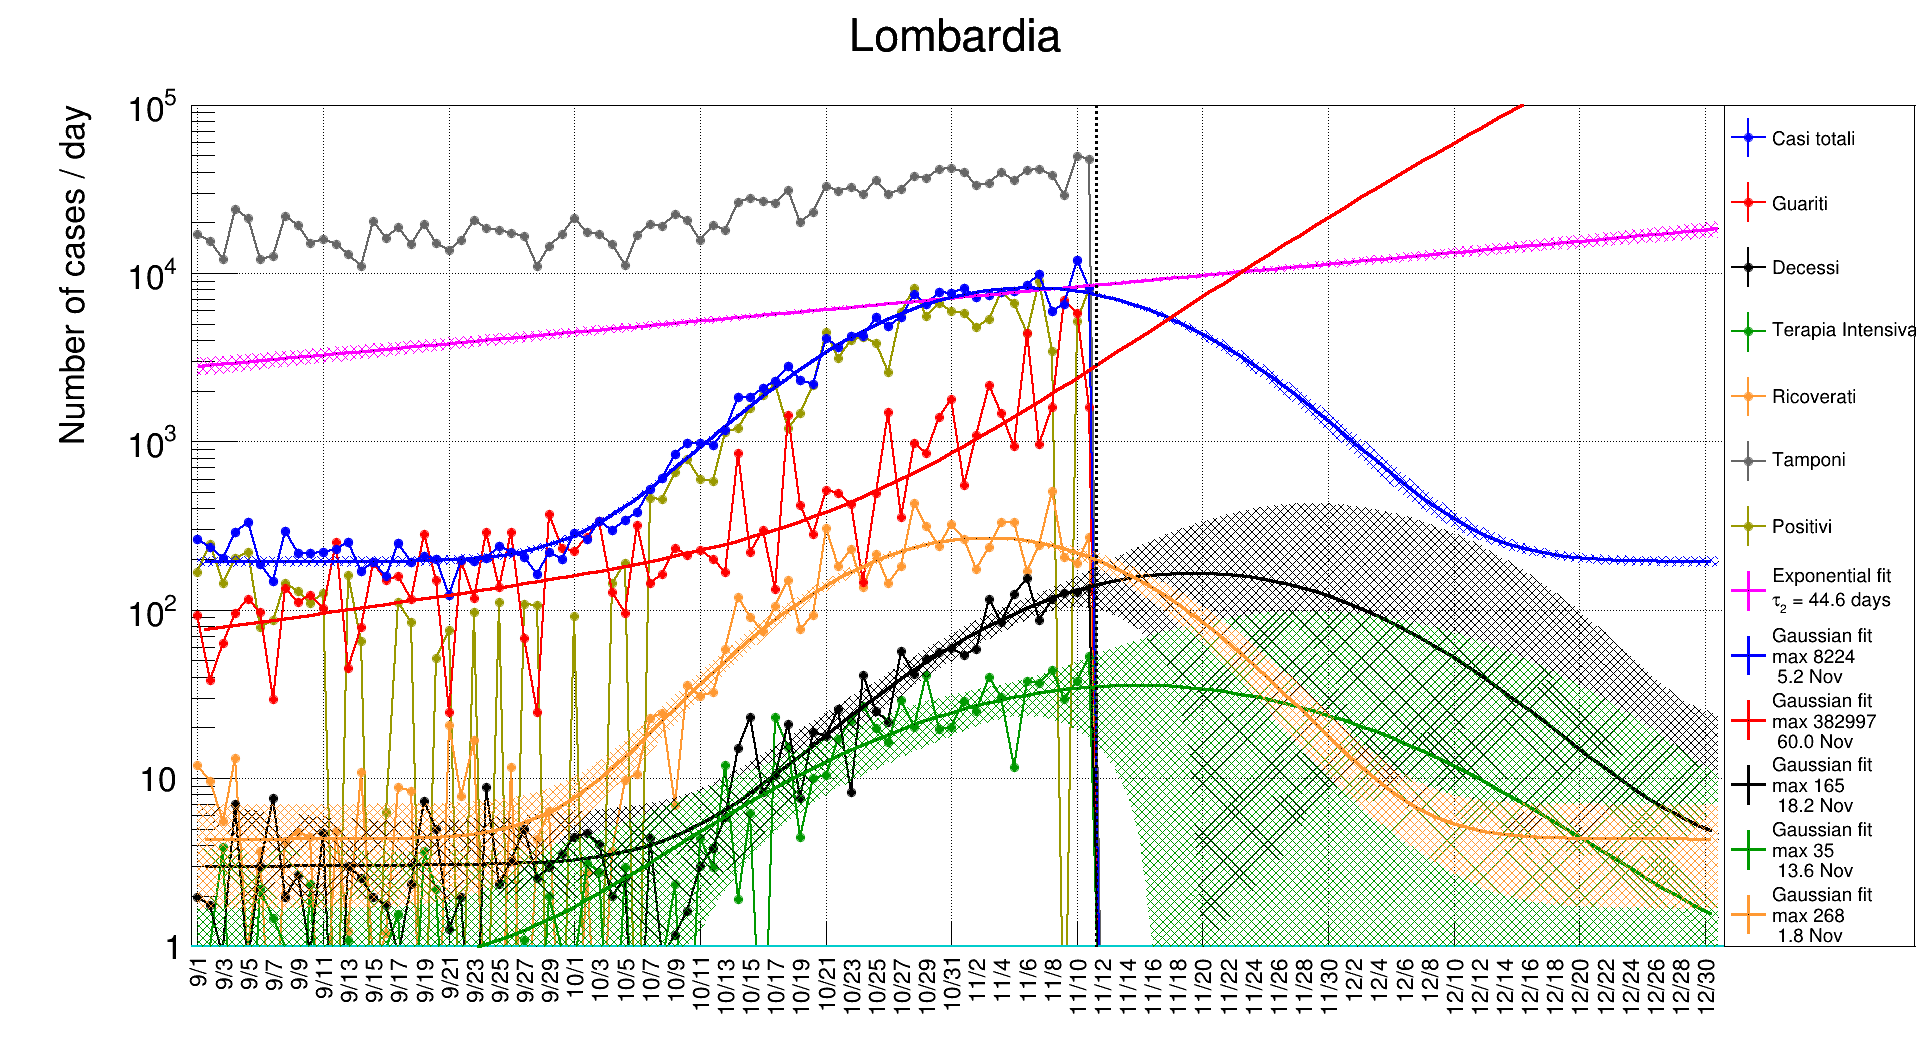 Lombardia
Number of cases / day
10^5
10^4
10^3
10^2
10
1
9/1 9/3 9/5 9/7 9/9 9/11 9/13 9/15 9/17 9/19 9/21 9/23 9/25 9/27 9/29 10/1 10/3 10/5 10/7 10/9 10/11 10/13 10/15 10/17 10/19 10/21 10/23 10/25 10/27 10/29 10/31 11/2 11/4 11/6 11/8 11/10 11/12 11/14 11/16 11/18 11/20 11/22 11/24 11/26 11/28 11/30 12/2 12/4 12/6 12/8 12/10 12/12 12/14 12/16 12/18 12/20 12/22 12/24 12/26 12/28 12/30
Casi totali
Guariti
Decessi
Terapia Intensiva
Ricoverati
Tamponi
Positivi
Exponential fit
τ2 = 44.6 days
Gaussian fit
max 8224
5.2 Nov
Gaussian fit
max 382997
60.0 Nov
Gaussian fit
max 165
18.2 Nov
Gaussian fit
max 35
13.6 Nov
Gaussian fit
max 268
1.8 Nov